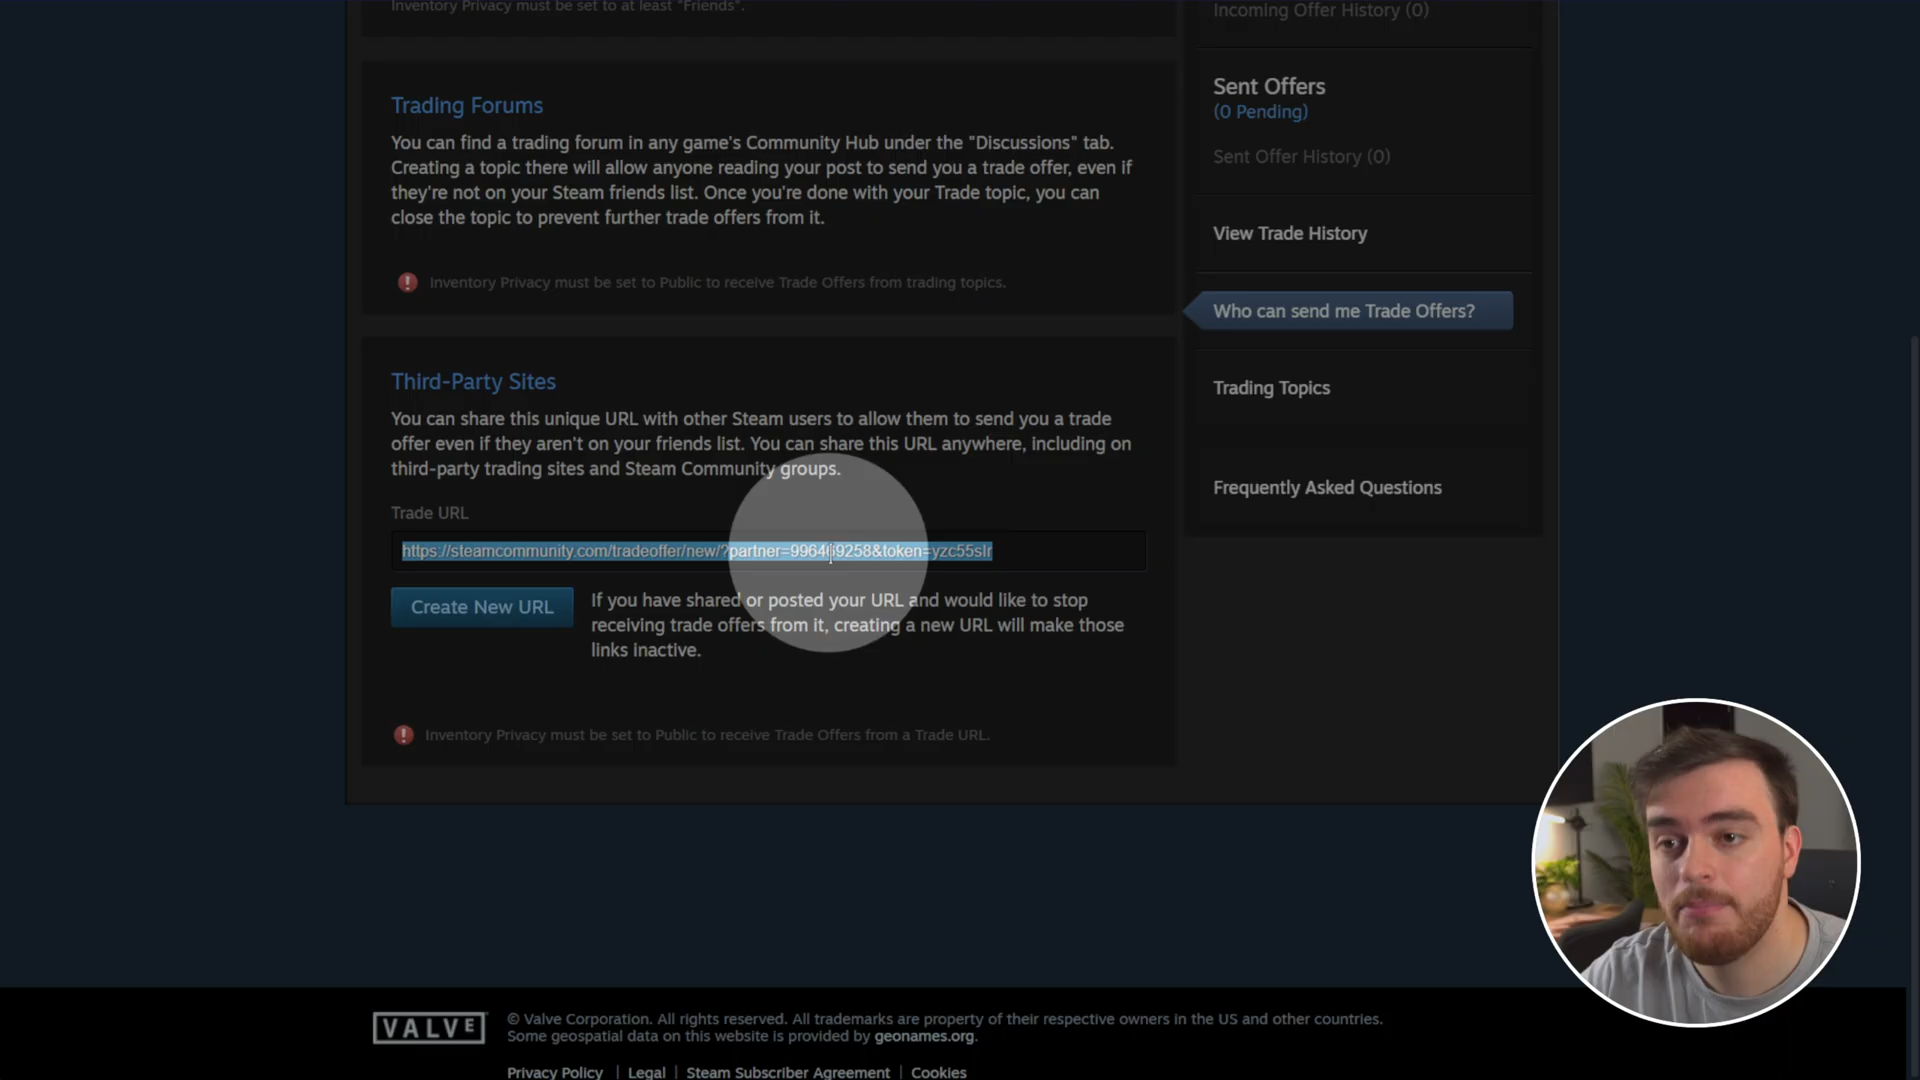 Inventory Privacy must be set to at least "Friends".
Trading Forums
You can find a trading forum in any game's Community Hub under the "Discussions" tab.
Creating a topic there will allow anyone reading your post to send you a trade offer, even if
they're not on your Steam friends list. Once you're done with your Trade topic, you can
close the topic to prevent further trade offers from it.
Inventory Privacy must be set to Public to receive Trade Offers from trading topics.
Third-Party Sites
You can share this unique URL with other Steam users to allow them to send you a trade
offer even if they aren't on your friends list. You can share this URL anywhere, including on
third-party trading sites and Steam Community groups.
Trade URL
Create New URL
If you have shared or posted your URL and would like to stop
receiving trade offers from it, creating a new URL will make those
links inactive.
Inventory Privacy must be set to Public to receive Trade Offers from a Trade URL.
Incoming Offer History (0)
Sent Offers
(0 Pending)
Sent Offer History (0)
View Trade History
Who can send me Trade Offers?
Trading Topics
Frequently Asked Questions
VALVE
© Valve Corporation. All rights reserved. All trademarks are property of their respective owners in the US and other countries.
Some geospatial data on this website is provided by geonames.org.
Privacy Policy | Legal | Steam Subscriber Agreement | Cookies